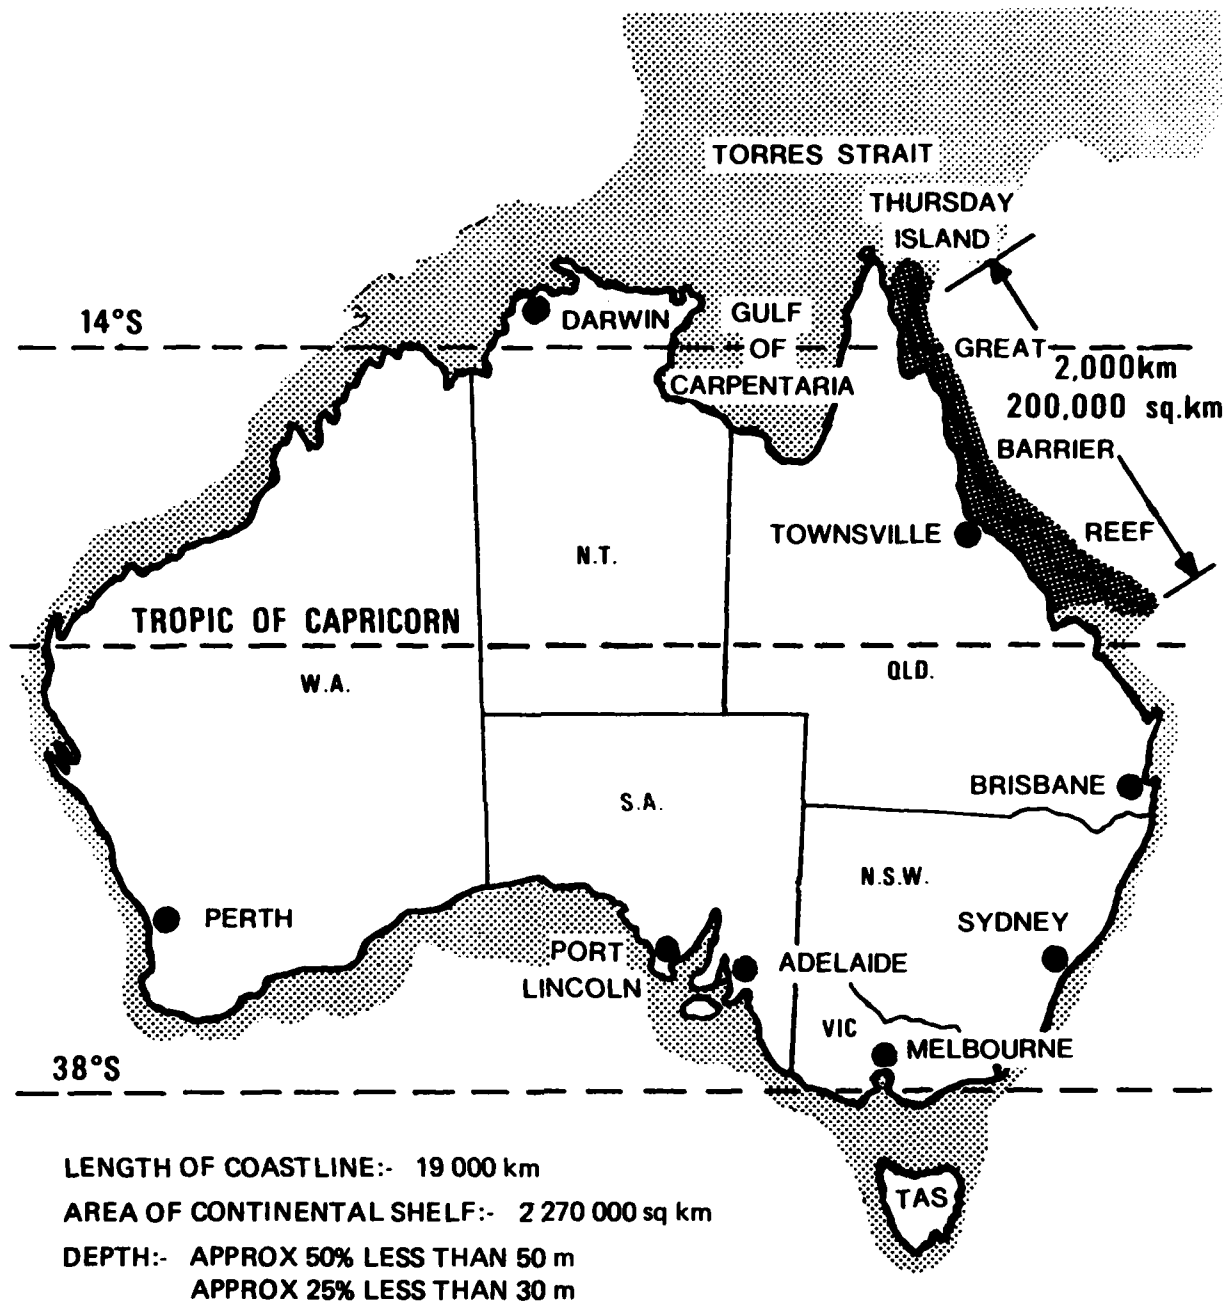 TORRES STRAIT
THURSDAY
ISLAND
14°S
DARWIN
GULF
OF
CARPENTARIA
GREAT
2,000km
200,000 sq.km
BARRIER
REEF
TOWNSVILLE
N.T.
TROPIC OF CAPRICORN
W.A.
QLD.
BRISBANE
S.A.
N.S.W.
PERTH
SYDNEY
PORT
LINCOLN
ADELAIDE
VIC
MELBOURNE
38°S
TAS
LENGTH OF COASTLINE:- 19 000 km
AREA OF CONTINENTAL SHELF:- 2 270 000 sq km
DEPTH:- APPROX 50% LESS THAN 50 m
APPROX 25% LESS THAN 30 m